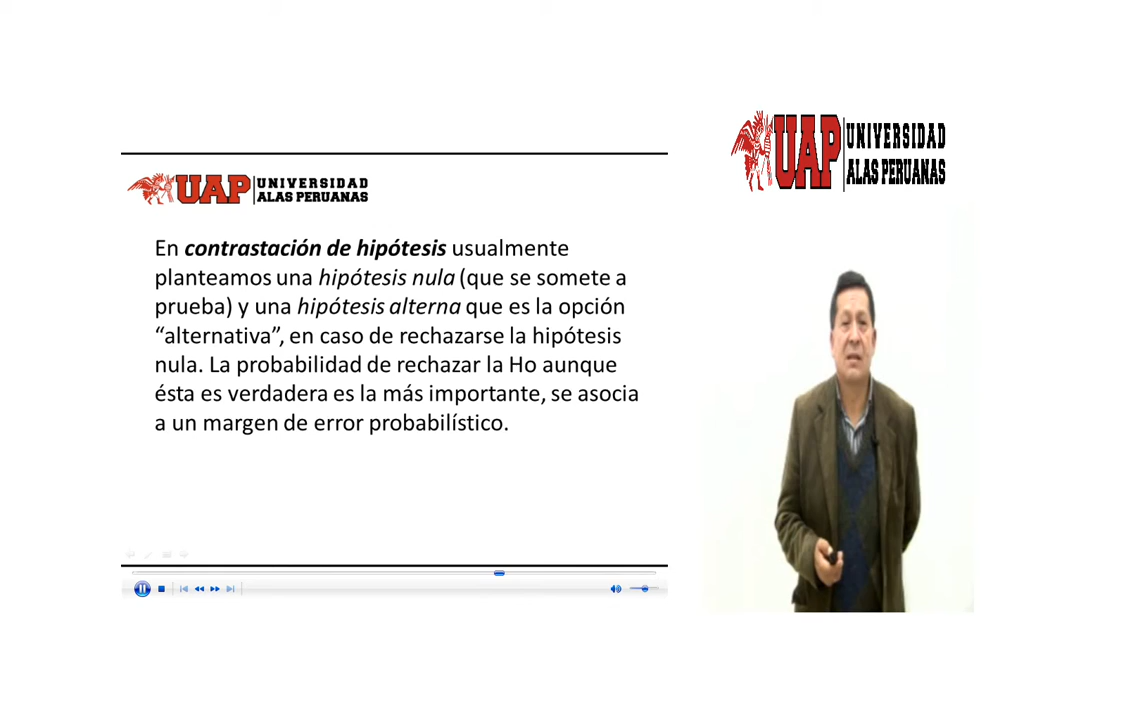 UAP UNIVERSIDAD
ALAS PERUANAS
UAP UNIVERSIDAD
ALAS PERUANAS
En contrastación de hipótesis usualmente
planteamos una hipótesis nula (que se somete a
prueba) y una hipótesis alterna que es la opción
“alternativa”, en caso de rechazarse la hipótesis
nula. La probabilidad de rechazar la Ho aunque
ésta es verdadera es la más importante, se asocia
a un margen de error probabilístico.